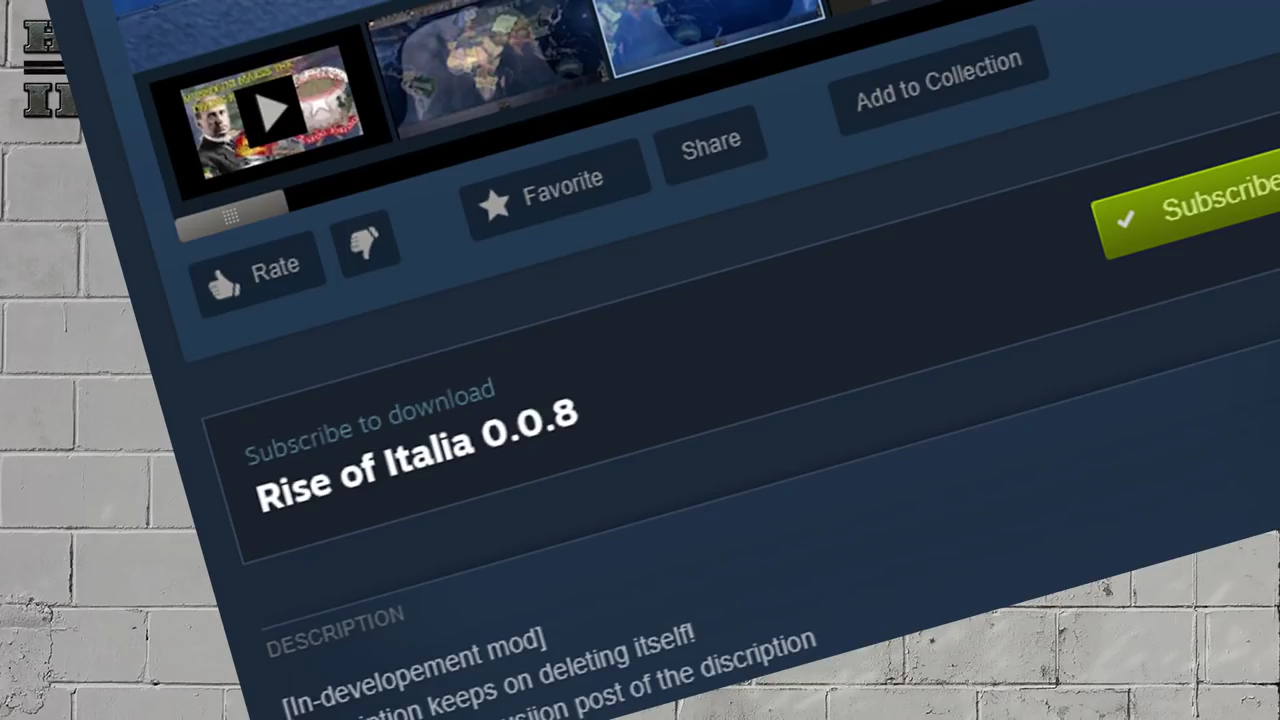 Add to Collection
Share
Favorite
Rate
Subscribe
Subscribe to download
Rise of Italia 0.0.8
DESCRIPTION
[In-developement mod]
keeps on deleting itself!
post of the discription